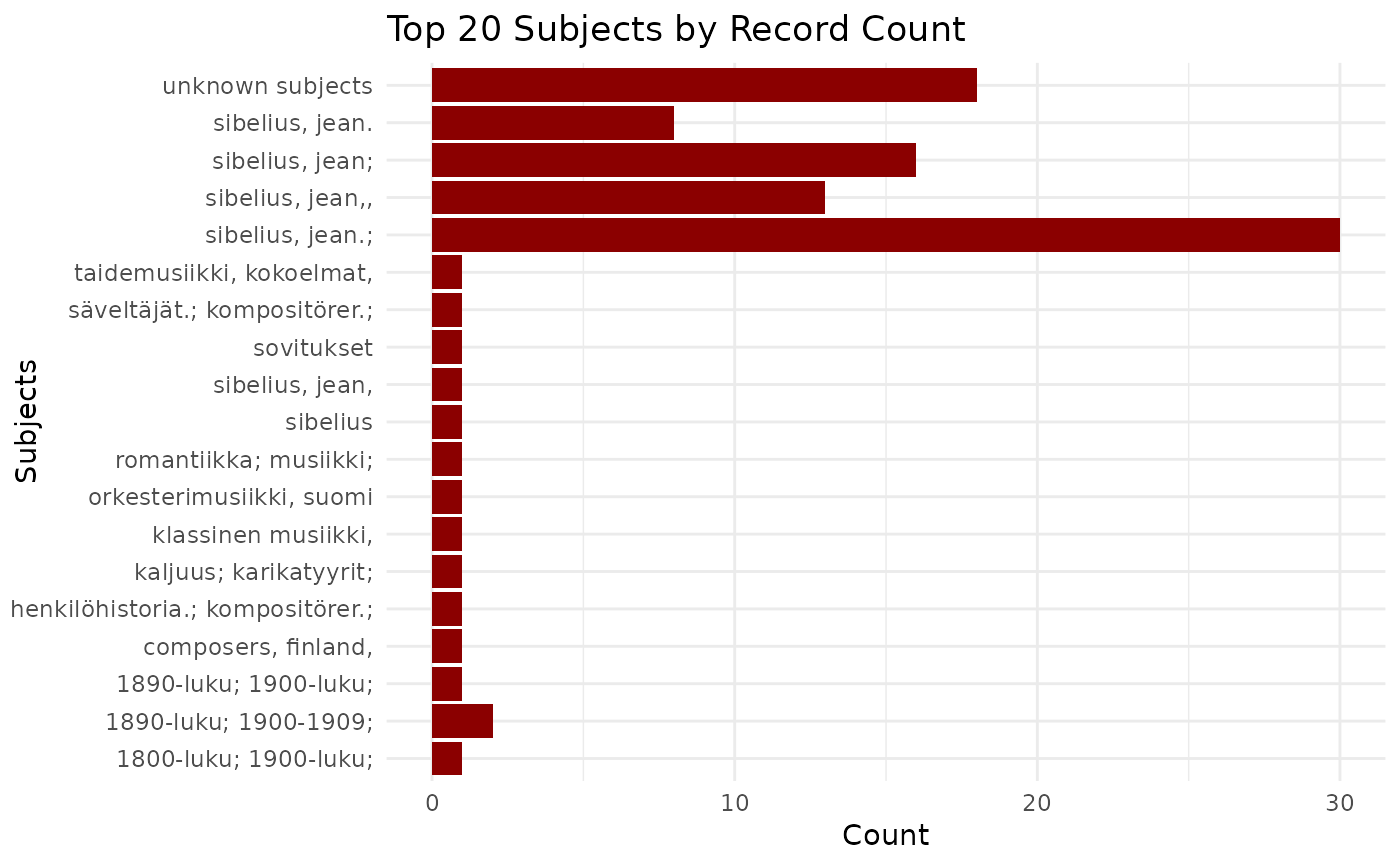 Top 20 Subjects by Record Count
unknown subjects
sibelius, jean.
sibelius, jean;
sibelius, jean,,
sibelius, jean.;
taidemusiikki, kokoelmat,
säveltäjät.; kompositörer.;
sovitukset
sibelius, jean,
sibelius
romantiikka; musiikki;
orkesterimusiikki, suomi
klassinen musiikki,
kaljuus; karikatyyrit;
henkilöhistoria.; kompositörer.;
composers, finland,
1890-luku; 1900-luku;
1890-luku; 1900-1909;
1800-luku; 1900-luku;
Subjects
0 10 20 30
Count